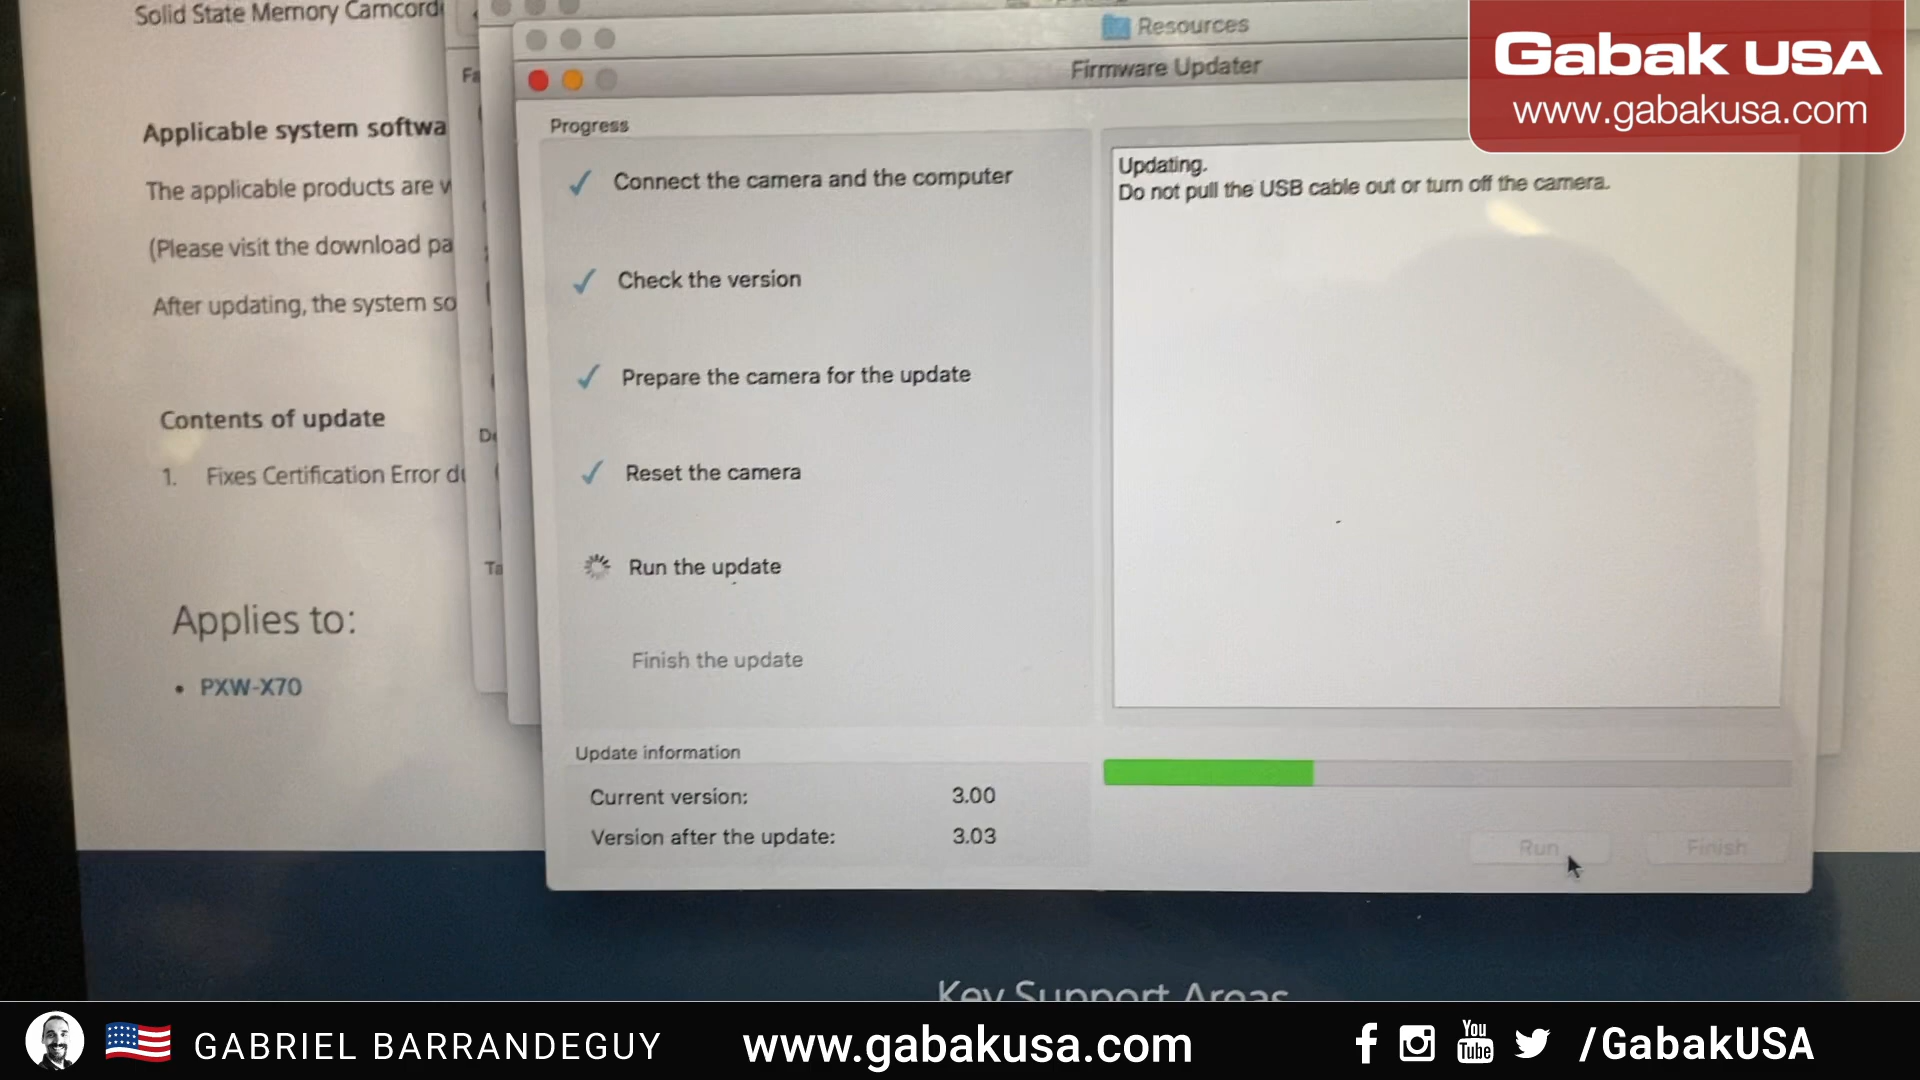 Solid State Memory Camcord
Resources
Firmware Updater
Gabak USA
www.gabakusa.com
Applicable system softwa
The applicable products are
(Please visit the download pa
After updating, the system so
Contents of update
1. Fixes Certification Error
Applies to:
• PXW-X70
Progress
Connect the camera and the computer
Check the version
Prepare the camera for the update
Reset the camera
Run the update
Finish the update
Updating.
Do not pull the USB cable out or turn off the camera.
Update information
Current version: 3.00
Version after the update: 3.03
Run
Finish
Key Support Areas
GABRIEL BARRANDEGUY
www.gabakusa.com
You
Tube
/GabakUSA